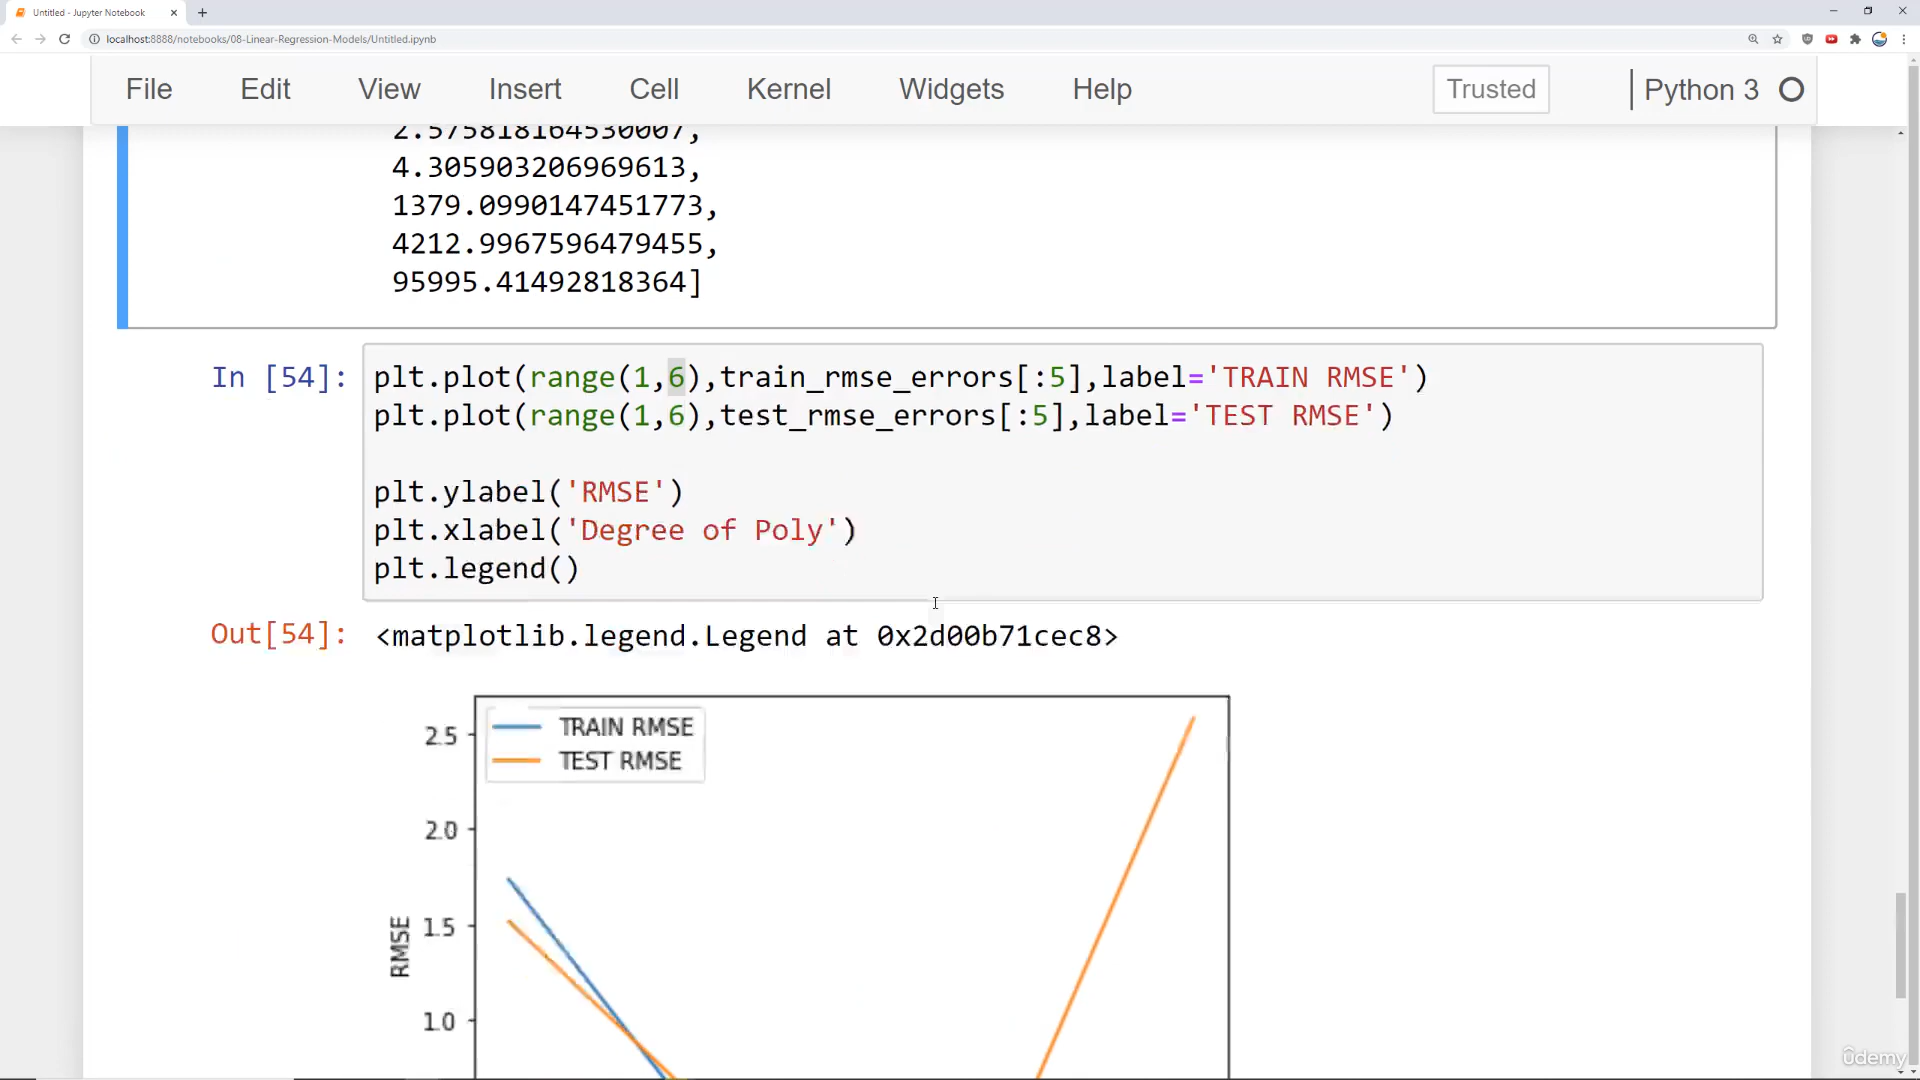 Untitled - Jupyter Notebook
localhost:8888/notebooks/08-Linear-Regression-Models/Untitled.ipynb
File Edit View Insert Cell Kernel Widgets Help Trusted Python 3
2.575818164530007,
4.305903206969613,
1379.0990147451773,
4212.9967596479455,
95995.41492818364]
In [54]: plt.plot(range(1,6),train_rmse_errors[:5],label='TRAIN RMSE')
plt.plot(range(1,6),test_rmse_errors[:5],label='TEST RMSE')
plt.ylabel('RMSE')
plt.xlabel('Degree of Poly')
plt.legend()
Out[54]: <matplotlib.legend.Legend at 0x2d00b71cec8>
TRAIN RMSE
TEST RMSE
2.5
2.0
1.5
1.0
RMSE
ûdemy